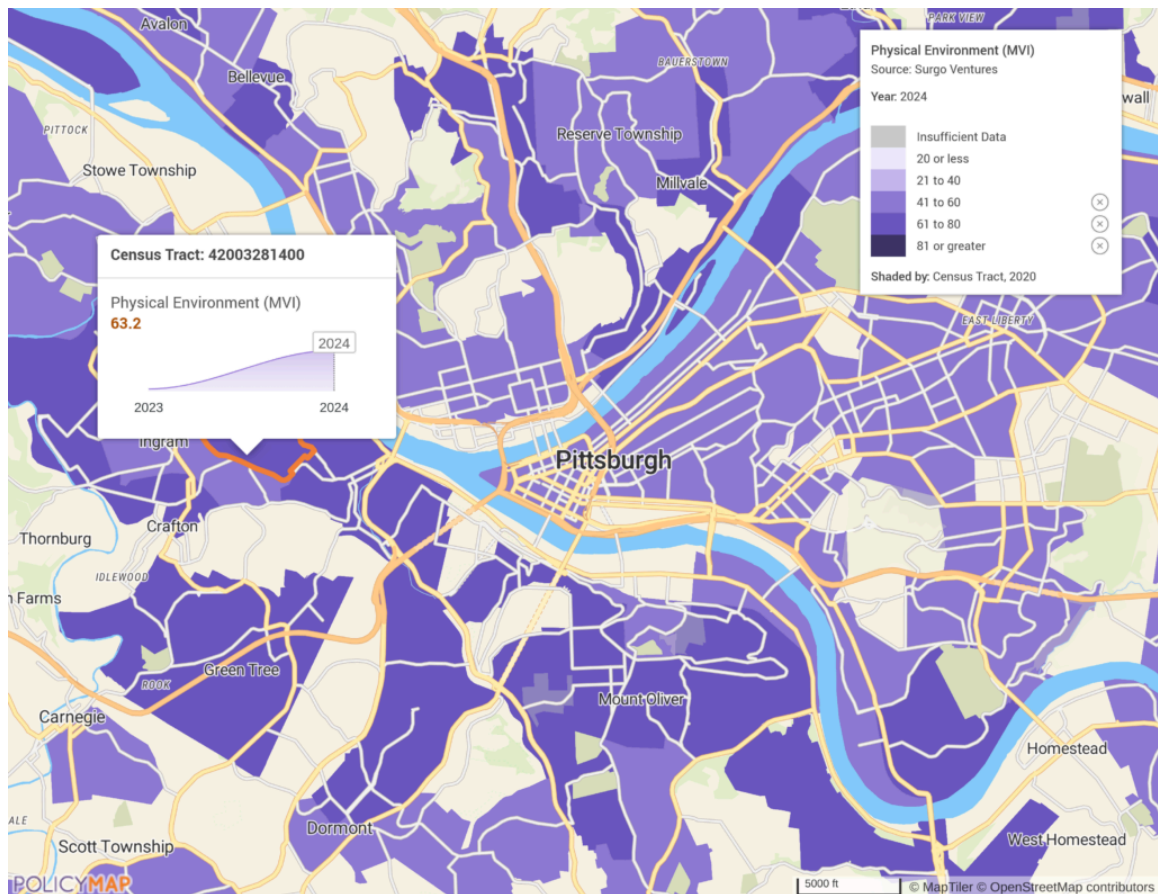 Avalon
PARK VIEW
Bellevue
BAUERSTOWN
Physical Environment (MVI)
Source: Surgo Ventures
Year: 2024
wall
PITTOCK
Reserve Township
Insufficient Data
20 or less
Stowe Township
Millvale
21 to 40
41 to 60
61 to 80
81 or greater
Shaded by: Census Tract, 2020
Census Tract: 42003281400
Physical Environment (MVI)
63.2
2024
2023
2024
EAST LIBERTY
Ingram
Pittsburgh
Crafton
Thornburg
IDLEWOOD
n Farms
Green Tree
ROOK
Mount Oliver
Carnegie
Homestead
ALE
Dormont
Scott Township
West Homestead
POLICYMAP
5000 ft
© MapTiler © OpenStreetMap contributors